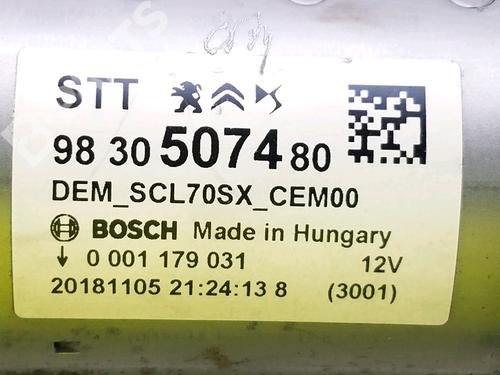 STT
98 30 5074 80
DEM_SCL70SX_CEM00
BOSCH Made in Hungary
↓ 0 001 179 031 12V
20181105 21:24:13 8 (3001)